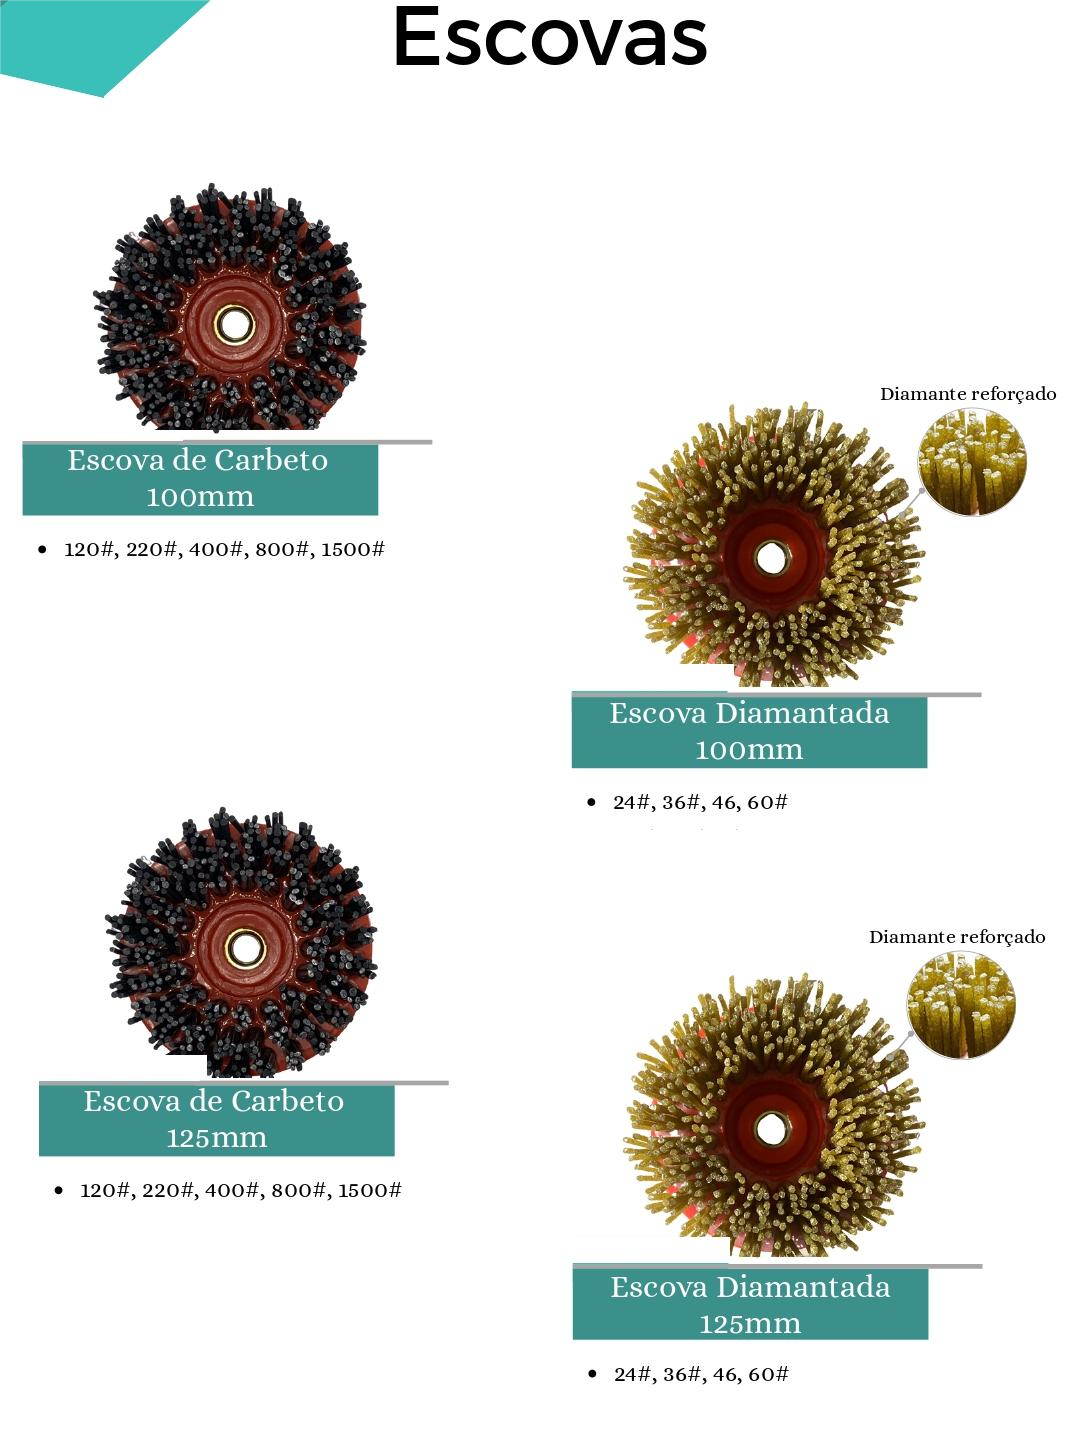 Escovas
Escova de Carbeto
100mm
120#, 220#, 400#, 800#, 1500#
Diamante reforçado
Escova Diamantada
100mm
24#, 36#, 46, 60#
Escova de Carbeto
125mm
120#, 220#, 400#, 800#, 1500#
Diamante reforçado
Escova Diamantada
125mm
24#, 36#, 46, 60#